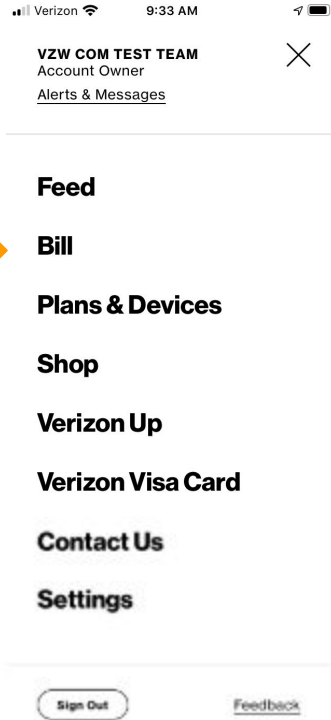 Verizon 9:33 AM
VZW COM TEST TEAM
Account Owner
Alerts & Messages
Feed
Bill
Plans & Devices
Shop
Verizon Up
Verizon Visa Card
Contact Us
Settings
Sign Out Feedback